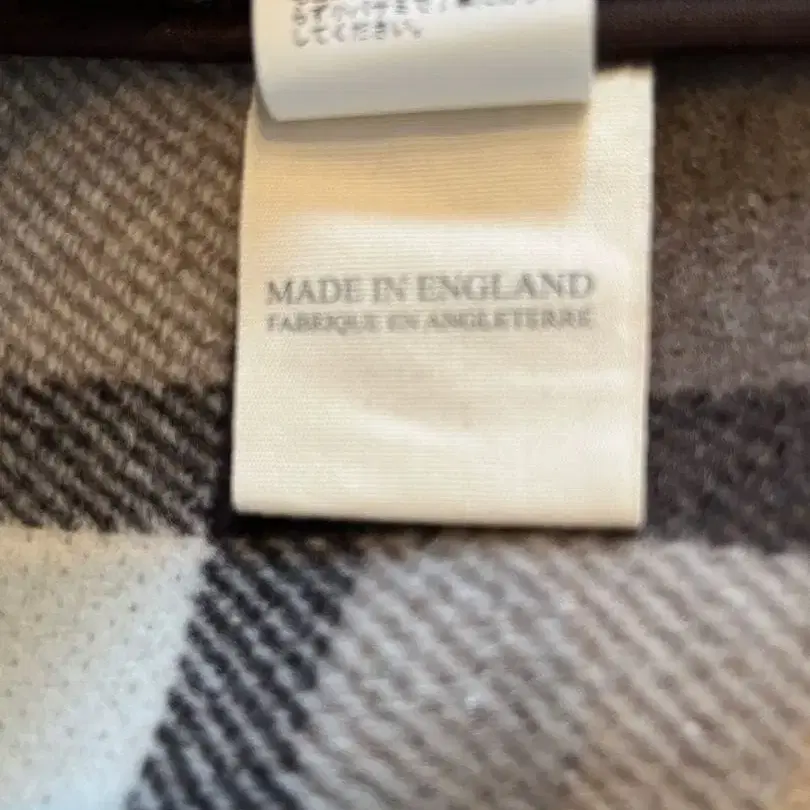 してください。
MADE IN ENGLAND
FABRIQUE EN ANGLETERRE